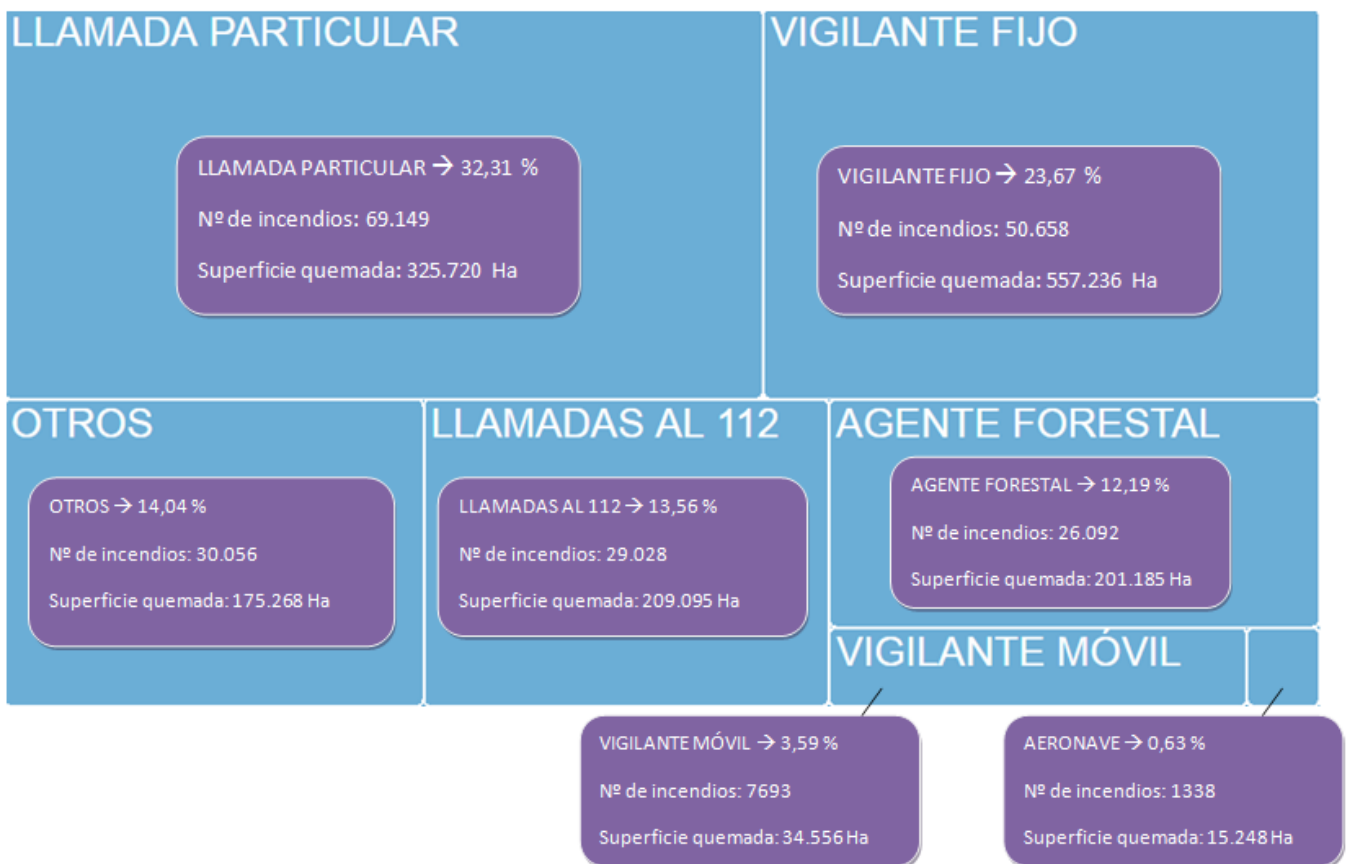 LLAMADA PARTICULAR
LLAMADA PARTICULAR → 32,31 %
Nº de incendios: 69.149
Superficie quemada: 325.720 Ha
VIGILANTE FIJO
VIGILANTE FIJO → 23,67 %
Nº de incendios: 50.658
Superficie quemada: 557.236 Ha
OTROS
OTROS → 14,04 %
Nº de incendios: 30.056
Superficie quemada: 175.268 Ha
LLAMADAS AL 112
LLAMADAS AL 112 → 13,56 %
Nº de incendios: 29.028
Superficie quemada: 209.095 Ha
AGENTE FORESTAL
AGENTE FORESTAL → 12,19 %
Nº de incendios: 26.092
Superficie quemada: 201.185 Ha
VIGILANTE MÓVIL
VIGILANTE MÓVIL → 3,59 %
Nº de incendios: 7693
Superficie quemada: 34.556 Ha
AERONAVE → 0,63 %
Nº de incendios: 1338
Superficie quemada: 15.248 Ha